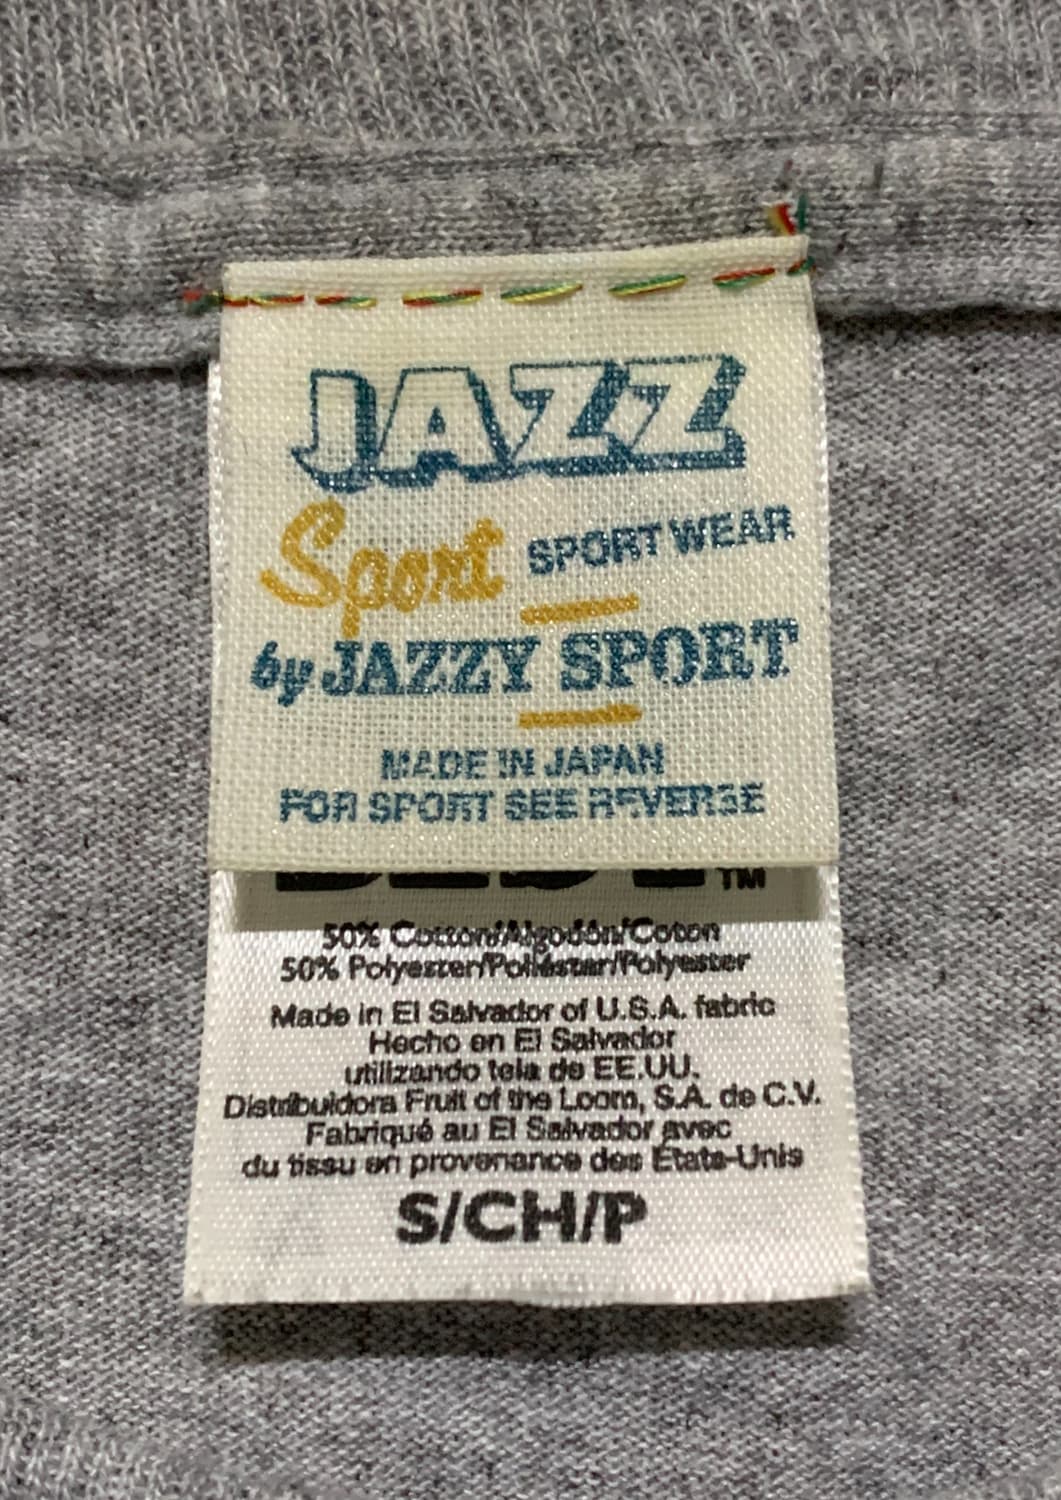 JAZZ
Sport SPORT WEAR
by JAZZY SPORT
MADE IN JAPAN
FOR SPORT SEE REVERSE
TM
50% Cotton/Algodón/Coton
50% Polyester/Poliéster/Polyester
Made in El Salvador of U.S.A. fabric
Hecho en El Salvador
utilizando tela de EE.UU.
Distribuidora Fruit of the Loom, S.A. de C.V.
Fabriqué au El Salvador avec
du tissu en provenance des États-Unis
S/CH/P